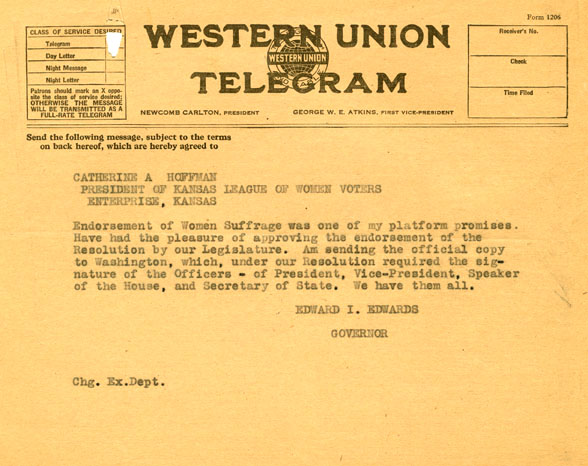 Form 1206
CLASS OF SERVICE DESIRED
Telegram
Day Letter
Night Message
Night Letter
Patrons should mark an X oppo-
site the class of service desired;
OTHERWISE THE MESSAGE
WILL BE TRANSMITTED AS A
FULL-RATE TELEGRAM
WESTERN UNION
WESTERN UNION
TELEGRAM
NEWCOMB CARLTON, PRESIDENT GEORGE W. E. ATKINS, FIRST VICE-PRESIDENT
Receiver's No.
Check
Time Filed
Send the following message, subject to the terms
on back hereof, which are hereby agreed to
CATHERINE A HOFFMAN
PRESIDENT OF KANSAS LEAGUE OF WOMEN VOTERS
ENTERPRISE, KANSAS
Endorsement of Women Suffrage was one of my platform promises.
Have had the pleasure of approving the endorsement of the
Resolution by our Legislature. Am sending the official copy
to Washington, which, under our Resolution required the sig-
nature of the Officers - of President, Vice-President, Speaker
of the House, and Secretary of State. We have them all.
EDWARD I. EDWARDS
GOVERNOR
Chg. Ex.Dept.